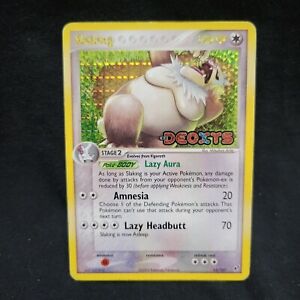 Slaking
DEOXYS
STAGE 2
Evolves from Vigoroth
Poké-BODY Lazy Aura
As long as Slaking is your Active Pokémon, any damage
done by attacks from your opponent's Pokémon-ex is
reduced by 30 (before applying Weakness and Resistance).
Amnesia 20
Choose 1 of the Defending Pokémon's attacks. That
Pokémon can't use that attack during your opponent's
next turn.
Lazy Headbutt 70
Slaking is now Asleep.